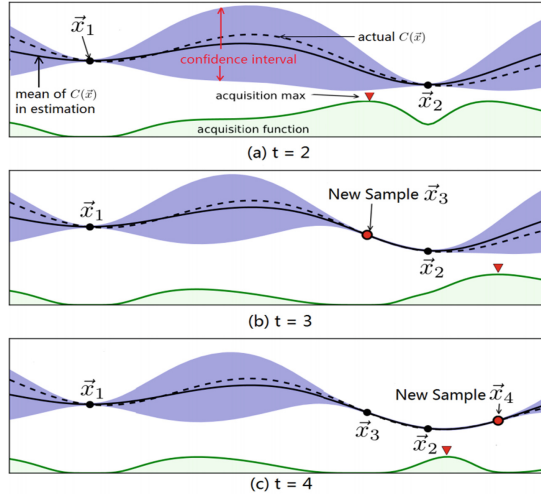 x⃗₁
actual C(x⃗)
confidence interval
mean of C(x⃗)
in estimation
acquisition max
x⃗₂
acquisition function
(a) t = 2
New Sample x⃗₃
x⃗₁
x⃗₂
(b) t = 3
x⃗₁
New Sample x⃗₄
x⃗₃
x⃗₂
(c) t = 4